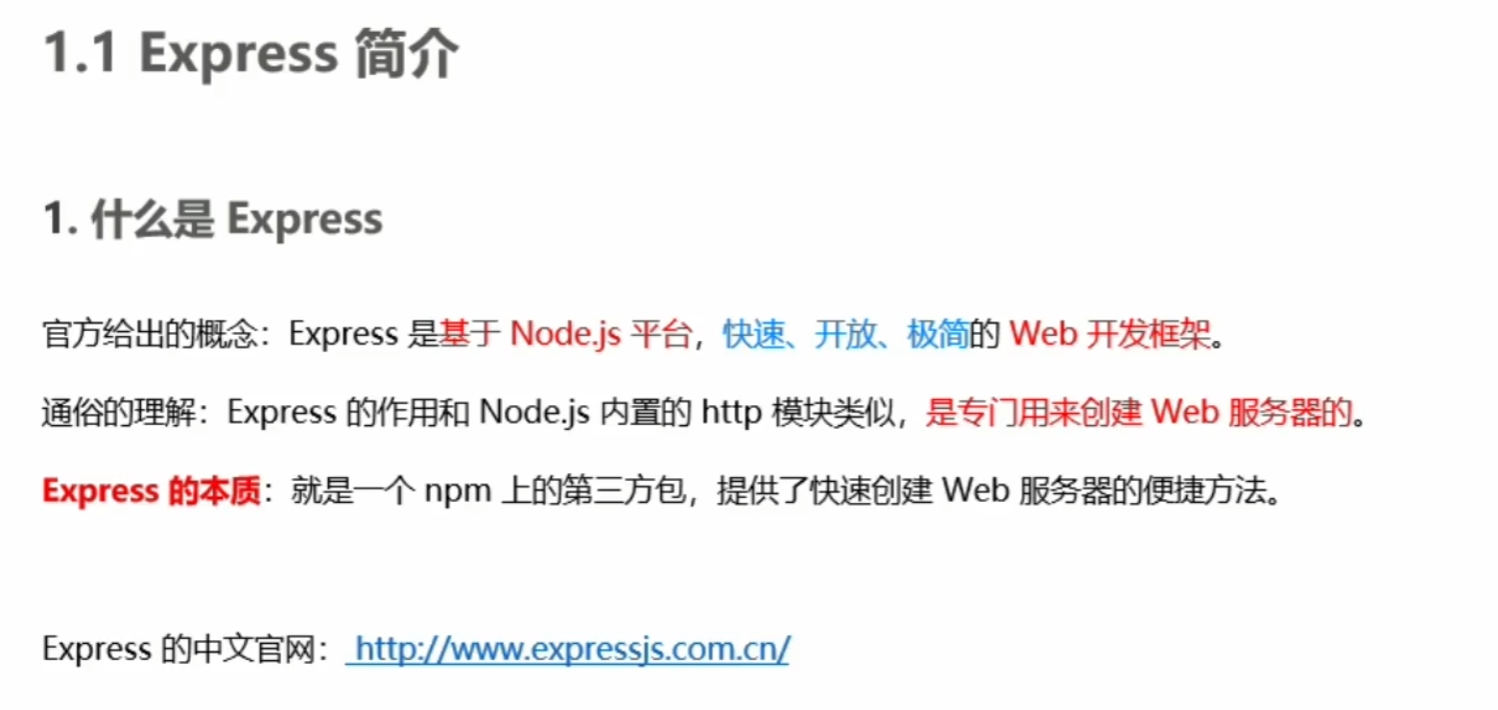 1.1 Express 简介
1. 什么是 Express
官方给出的概念：Express 是基于 Node.js 平台，快速、开放、极简的 Web 开发框架。
通俗的理解：Express 的作用和 Node.js 内置的 http 模块类似，是专门用来创建 Web 服务器的。
Express 的本质：就是一个 npm 上的第三方包，提供了快速创建 Web 服务器的便捷方法。
Express 的中文官网： http://www.expressjs.com.cn/